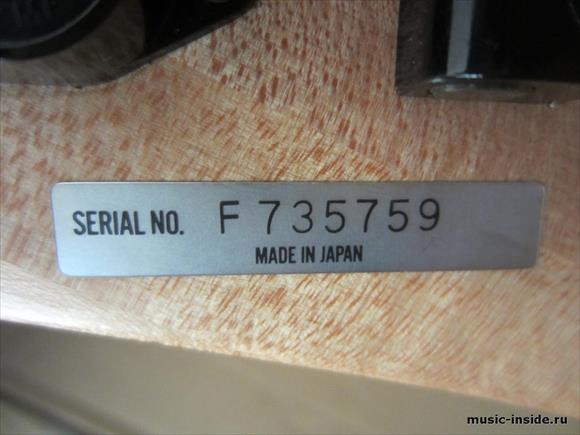 SERIAL NO. F 735759
MADE IN JAPAN
music-inside.ru